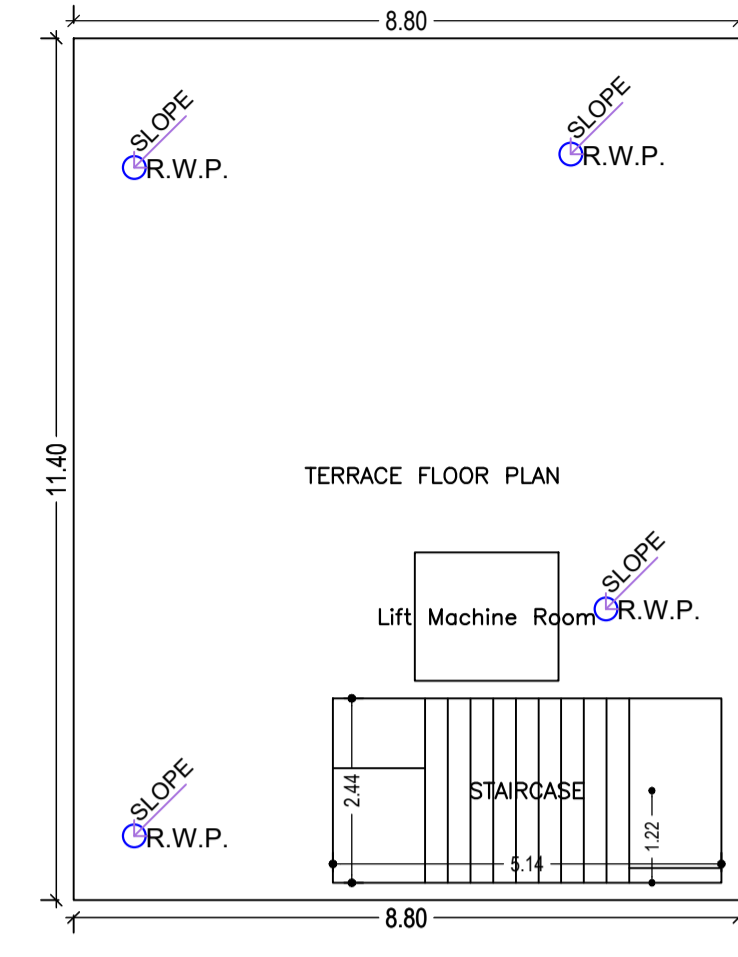 8.80
SLOPE
R.W.P.
SLOPE
R.W.P.
11.40
TERRACE FLOOR PLAN
SLOPE
Lift Machine Room
R.W.P.
SLOPE
R.W.P.
2.44
STAIRCASE
1.22
5.14
8.80